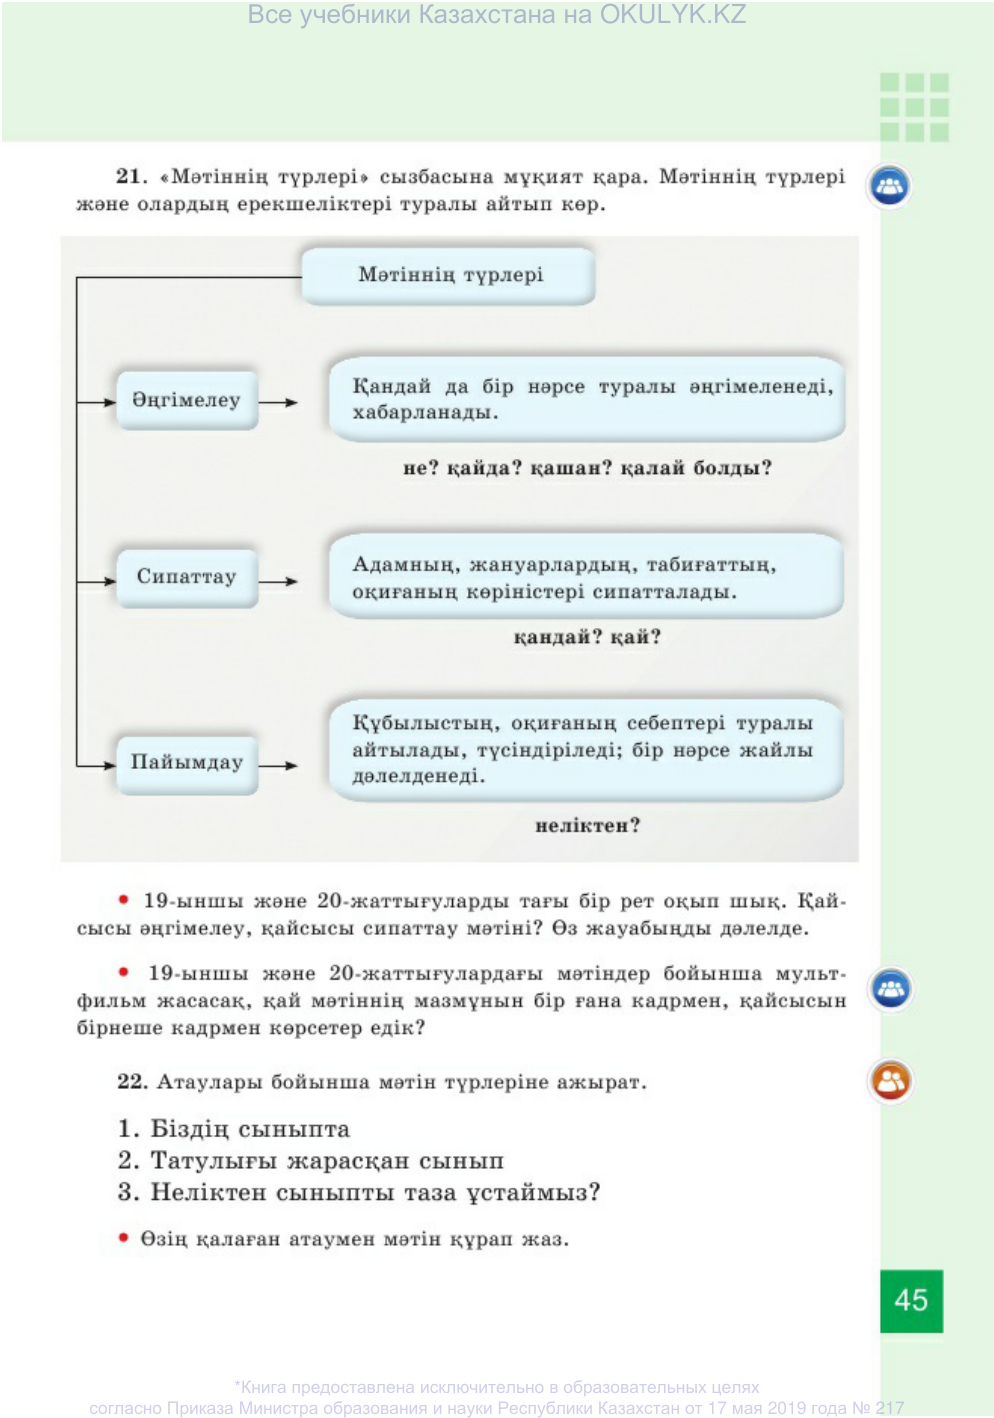 Все учебники Казахстана на OKULYK.KZ
21. «Мәтіннің түрлері» сызбасына мұқият қара. Мәтіннің түрлері
және олардың ерекшеліктері туралы айтып көр.
Мәтіннің түрлері
Әңгімелеу
Қандай да бір нәрсе туралы әңгімеленеді,
хабарланады.
не? қайда? қашан? қалай болды?
Сипаттау
Адамның, жануарлардың, табиғаттың,
оқиғаның көріністері сипатталады.
қандай? қай?
Пайымдау
Құбылыстың, оқиғаның себептері туралы
айтылады, түсіндіріледі; бір нәрсе жайлы
дәлелденеді.
неліктен?
• 19-ыншы және 20-жаттығуларды тағы бір рет оқып шық. Қай-
сысы әңгімелеу, қайсысы сипаттау мәтіні? Өз жауабыңды дәлелде.
• 19-ыншы және 20-жаттығулардағы мәтіндер бойынша мульт-
фильм жасасақ, қай мәтіннің мазмұнын бір ғана кадрмен, қайсысын
бірнеше кадрмен көрсетер едік?
22. Атаулары бойынша мәтін түрлеріне ажырат.
1. Біздің сыныпта
2. Татулығы жарасқан сынып
3. Неліктен сыныпты таза ұстаймыз?
• Өзің қалаған атаумен мәтін құрап жаз.
45
*Книга предоставлена исключительно в образовательных целях
согласно Приказа Министра образования и науки Республики Казахстан от 17 мая 2019 года № 217